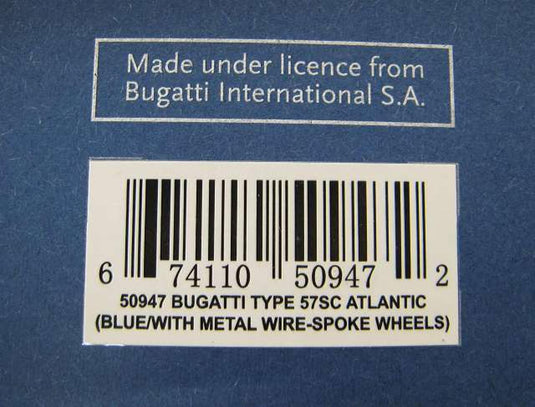 Made under licence from
Bugatti International S.A.
6 74110 50947 2
50947 BUGATTI TYPE 57SC ATLANTIC
(BLUE/WITH METAL WIRE-SPOKE WHEELS)